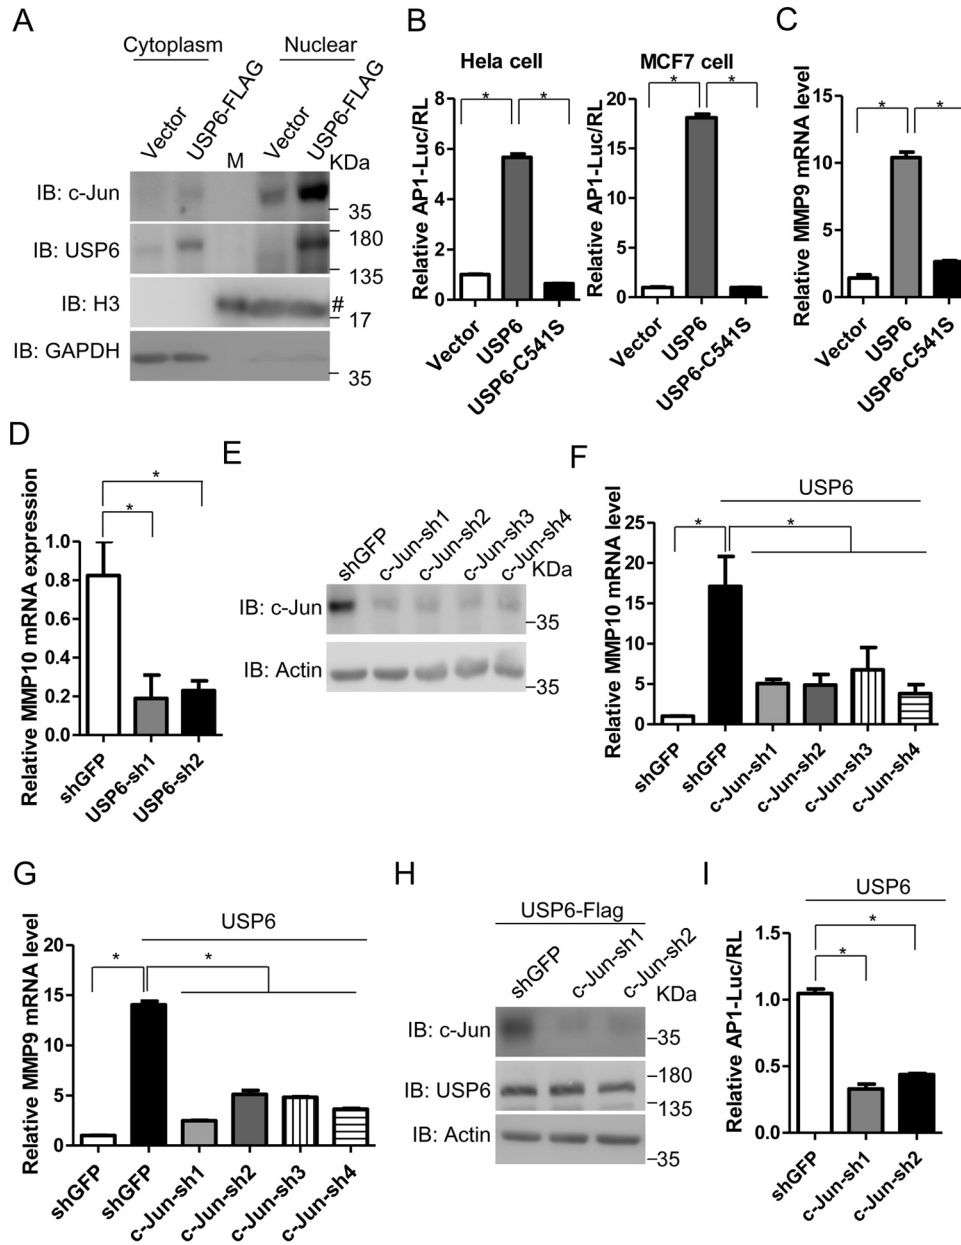 A
Cytoplasm
Nuclear
Vector
USP6-FLAG
M
Vector
USP6-FLAG
KDa
IB: c-Jun
35
IB: USP6
180
135
IB: H3
#
17
IB: GAPDH
35
B
Hela cell
Relative AP1-Luc/RL
8
6
4
2
0
*
*
Vector
USP6
USP6-C541S
MCF7 cell
Relative AP1-Luc/RL
20
15
10
5
0
*
*
Vector
USP6
USP6-C541S
C
Relative MMP9 mRNA level
15
10
5
0
*
*
Vector
USP6
USP6-C541S
D
Relative MMP10 mRNA expression
1.0
0.8
0.6
0.4
0.2
0.0
*
*
shGFP
USP6-sh1
USP6-sh2
E
shGFP
c-Jun-sh1
c-Jun-sh2
c-Jun-sh3
c-Jun-sh4
KDa
IB: c-Jun
35
IB: Actin
35
F
USP6
Relative MMP10 mRNA level
25
20
15
10
5
0
*
*
shGFP
shGFP
c-Jun-sh1
c-Jun-sh2
c-Jun-sh3
c-Jun-sh4
G
USP6
Relative MMP9 mRNA level
20
15
10
5
0
*
*
shGFP
shGFP
c-Jun-sh1
c-Jun-sh2
c-Jun-sh3
c-Jun-sh4
H
USP6-Flag
shGFP
c-Jun-sh1
c-Jun-sh2
KDa
IB: c-Jun
35
IB: USP6
180
135
IB: Actin
35
I
USP6
Relative AP1-Luc/RL
1.5
1.0
0.5
0.0
*
*
shGFP
c-Jun-sh1
c-Jun-sh2